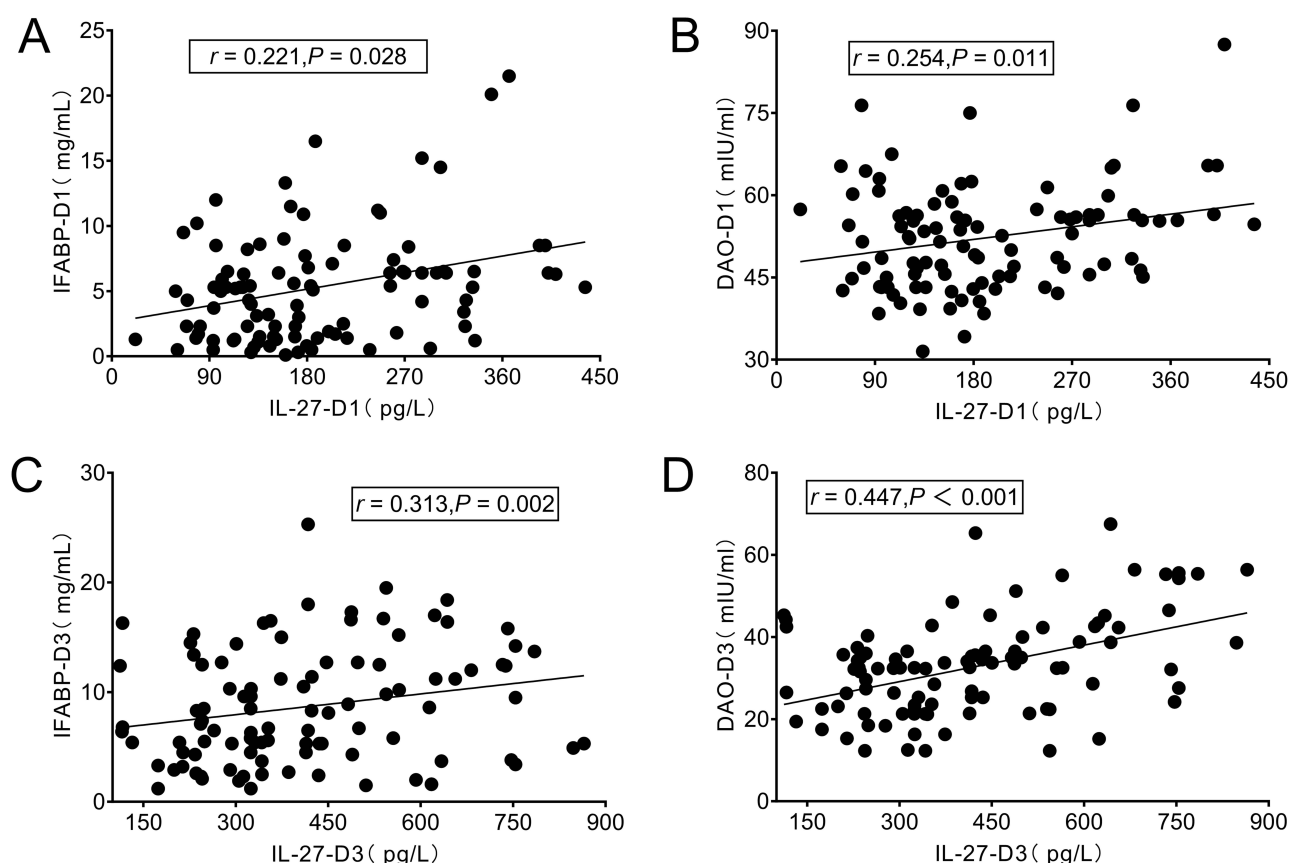 A
r = 0.221,P = 0.028
IFABP-D1( mg/mL)
25
20
15
10
5
0
0 90 180 270 360 450
IL-27-D1( pg/L)
B
r = 0.254,P = 0.011
DAO-D1( mIU/ml)
90
75
60
45
30
0 90 180 270 360 450
IL-27-D1( pg/L)
C
r = 0.313,P = 0.002
IFABP-D3( mg/mL)
30
20
10
0
150 300 450 600 750 900
IL-27-D3( pg/L)
D
r = 0.447,P < 0.001
DAO-D3( mIU/ml)
80
60
40
20
0
150 300 450 600 750 900
IL-27-D3( pg/L)